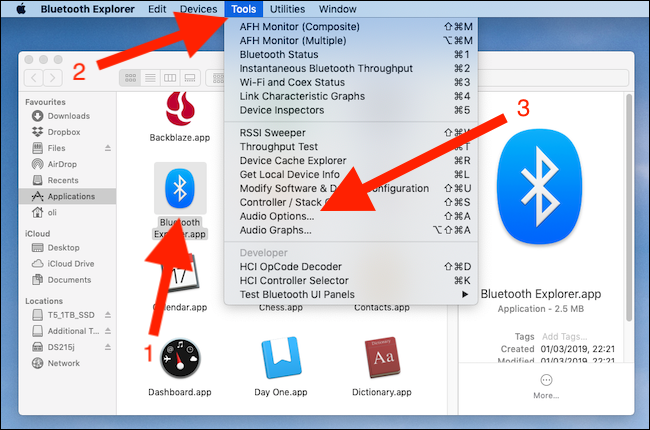 Bluetooth Explorer Edit Devices Tools Utilities Window
2
AFH Monitor (Composite) ⇧⌘M
AFH Monitor (Multiple) ⌥⌘M
Bluetooth Status ⌘1
Instantaneous Bluetooth Throughput ⌘2
Wi-Fi and Coex Status ⌘3
Link Characteristic Graphs ⌘4
Device Inspectors ⌘5
RSSI Sweeper
Throughput Test
Device Cache Explorer ⌘R
Get Local Device Info ⌘L
Modify Software &
Configuration ⇧⌘U
Controller / Stack
⇧⌘S
Audio Options... ⇧⌘A
Audio Graphs... ⌥⇧⌘A
Developer
HCI OpCode Decoder ⇧⌘D
HCI Controller Selector ⌘K
Test Bluetooth UI Panels
3
Favourites
Downloads
Dropbox
Files
AirDrop
Recents
Applications
oli
iCloud
Desktop
iCloud Drive
Documents
Locations
T5_1TB_SSD
Additional T...
DS215j
Network
Backblaze.app
Bluetooth
Explorer.app
1
Calendar.app
Chess.app
Contacts.app
Dashboard.app
Day One.app
Dictionary.app
Aa
Bluetooth Explorer.app
Application - 2.5 MB
Tags Add Tags...
Created 01/03/2019, 22:21
Modified 01/03/2019, 22:21
More...